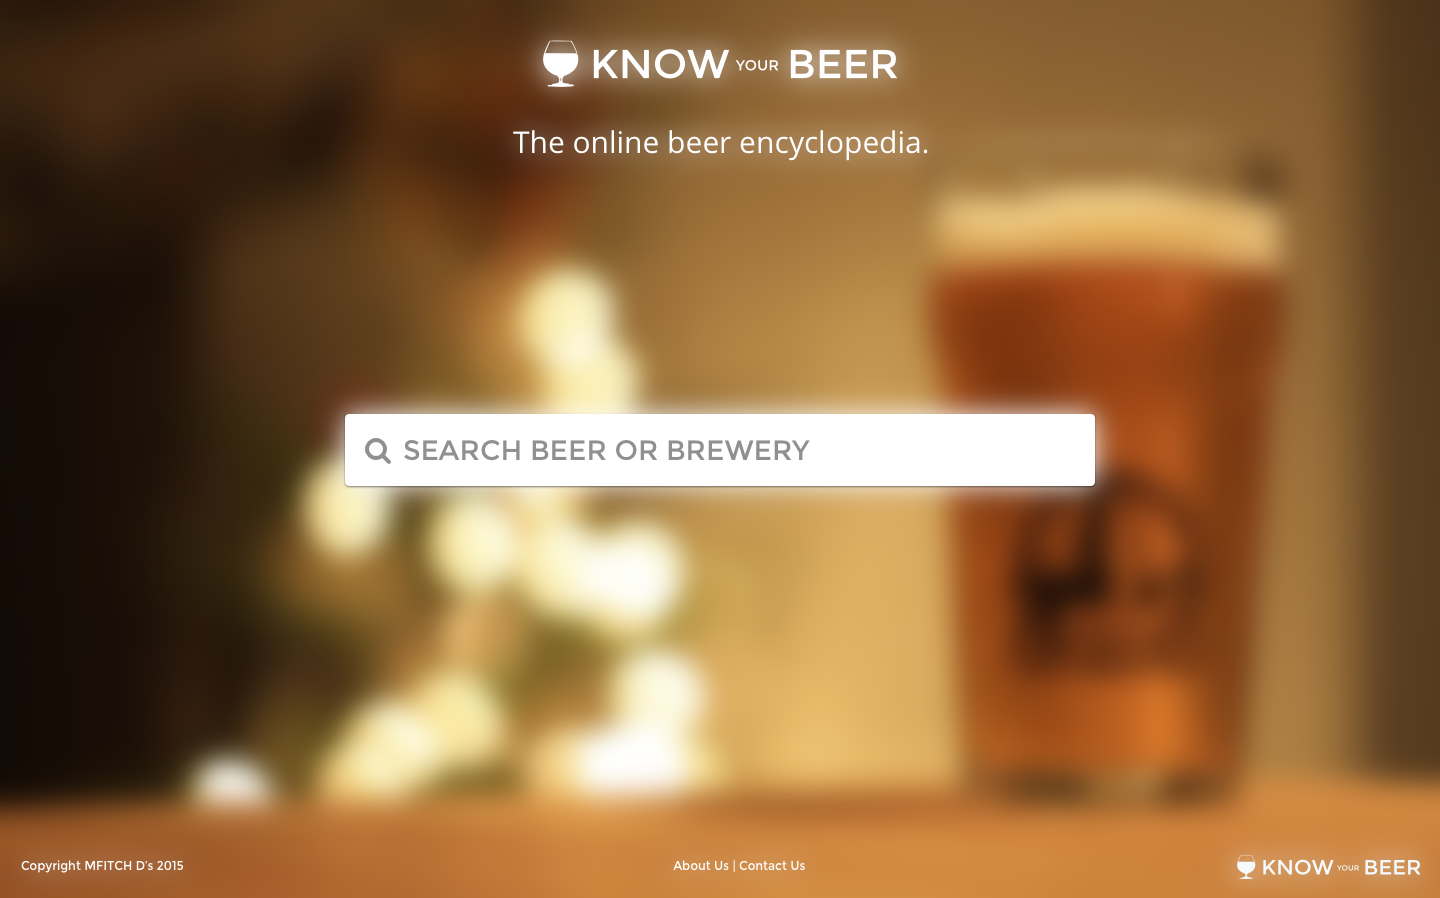 KNOW YOUR BEER
The online beer encyclopedia.
SEARCH BEER OR BREWERY
Copyright MFITCH D's 2015
About Us | Contact Us
KNOW YOUR BEER